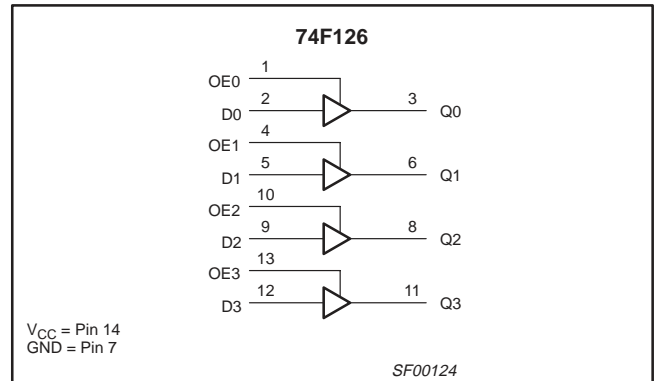 74F126
1
OE0
2
D0
3
Q0
4
OE1
5
D1
6
Q1
10
OE2
9
D2
8
Q2
13
OE3
12
D3
11
Q3
VCC = Pin 14
GND = Pin 7
SF00124